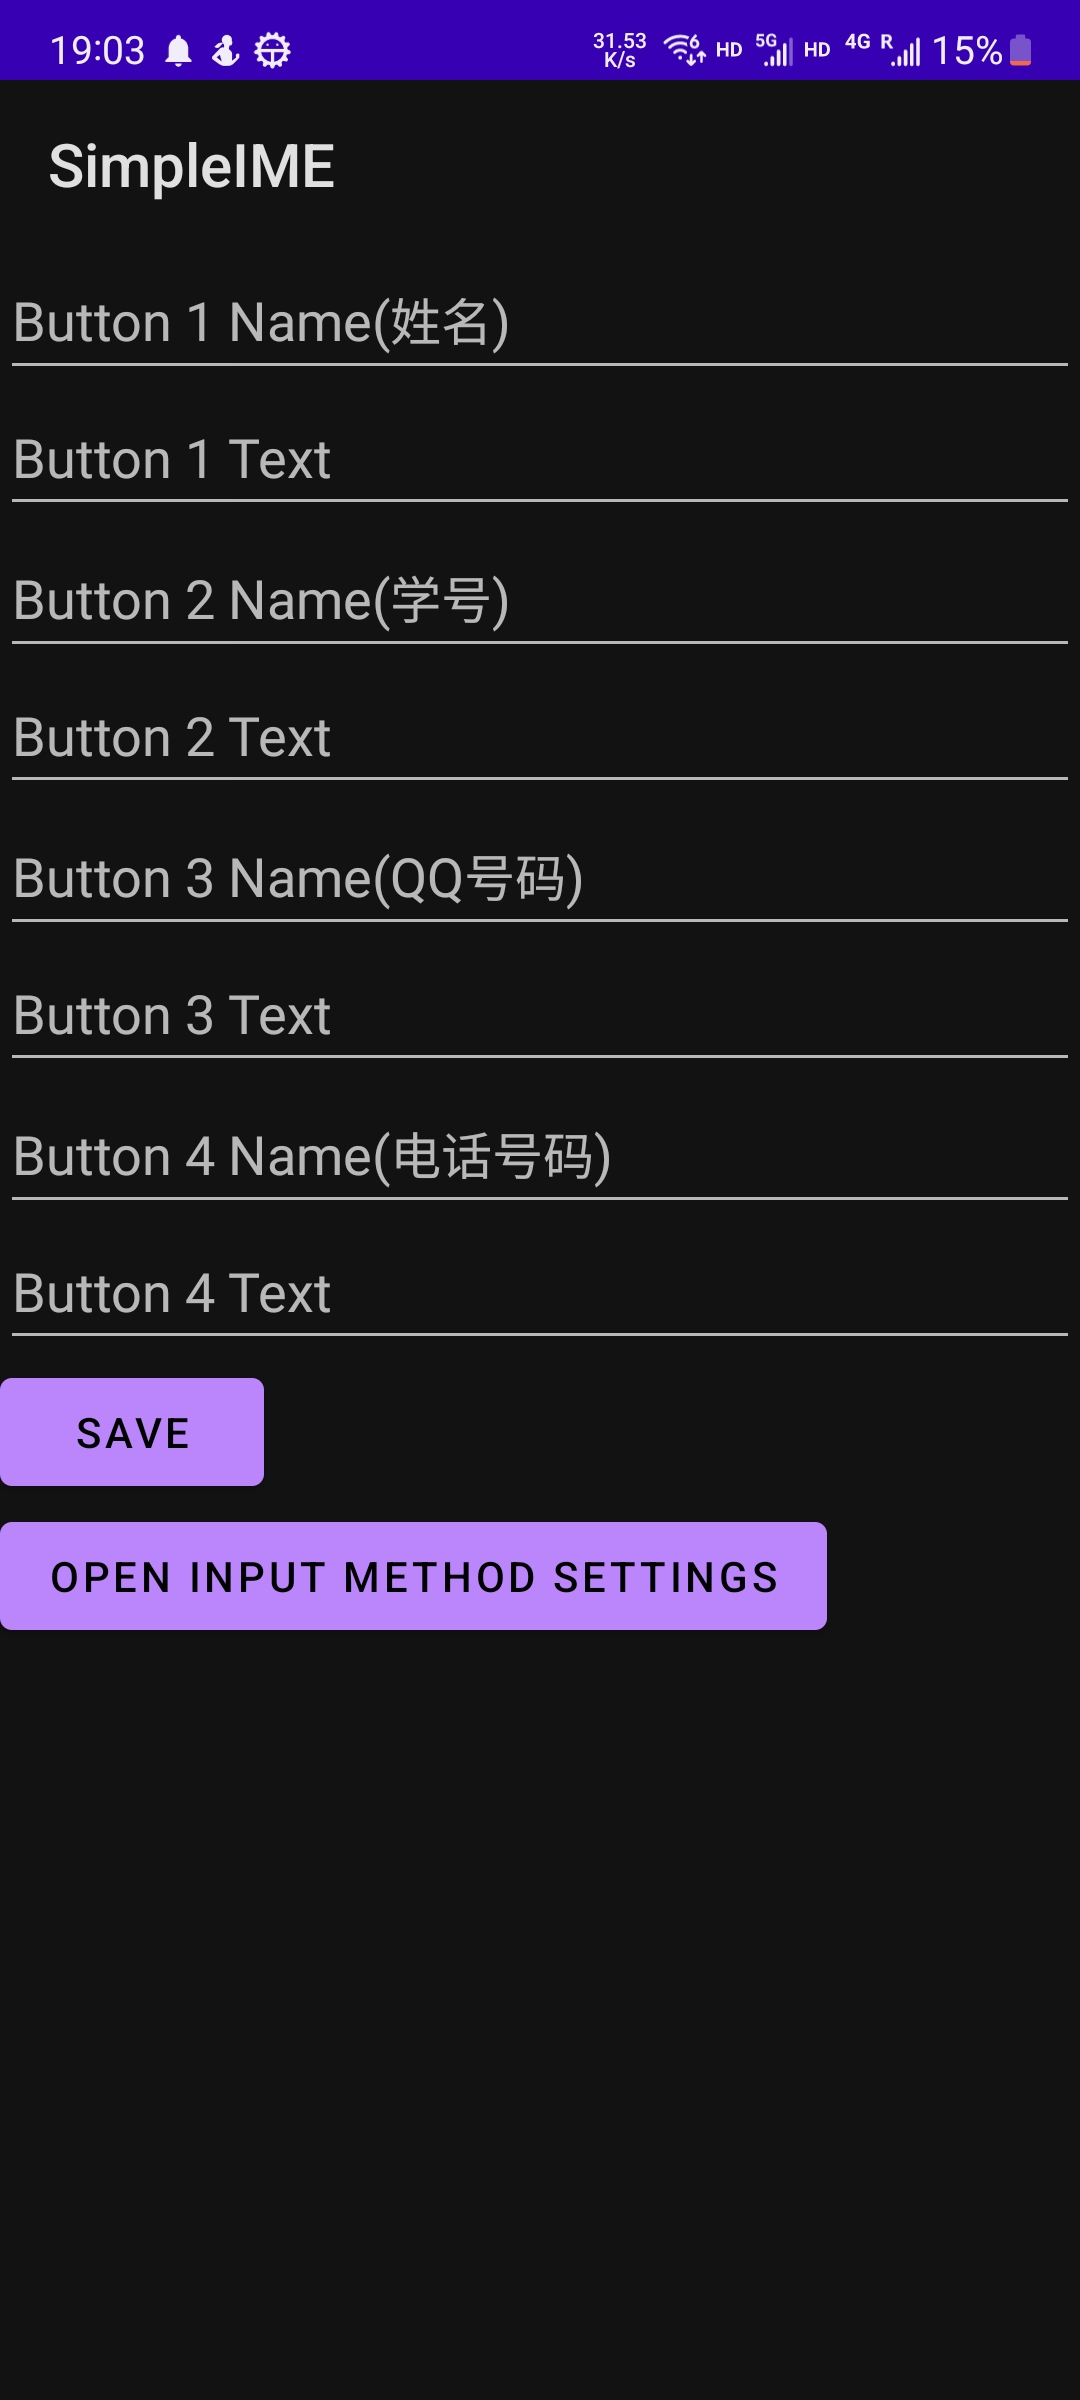 19:03 31.53 K/s 6 HD 5G HD 4G R 15%
SimpleIME
Button 1 Name(姓名)
Button 1 Text
Button 2 Name(学号)
Button 2 Text
Button 3 Name(QQ号码)
Button 3 Text
Button 4 Name(电话号码)
Button 4 Text
SAVE
OPEN INPUT METHOD SETTINGS